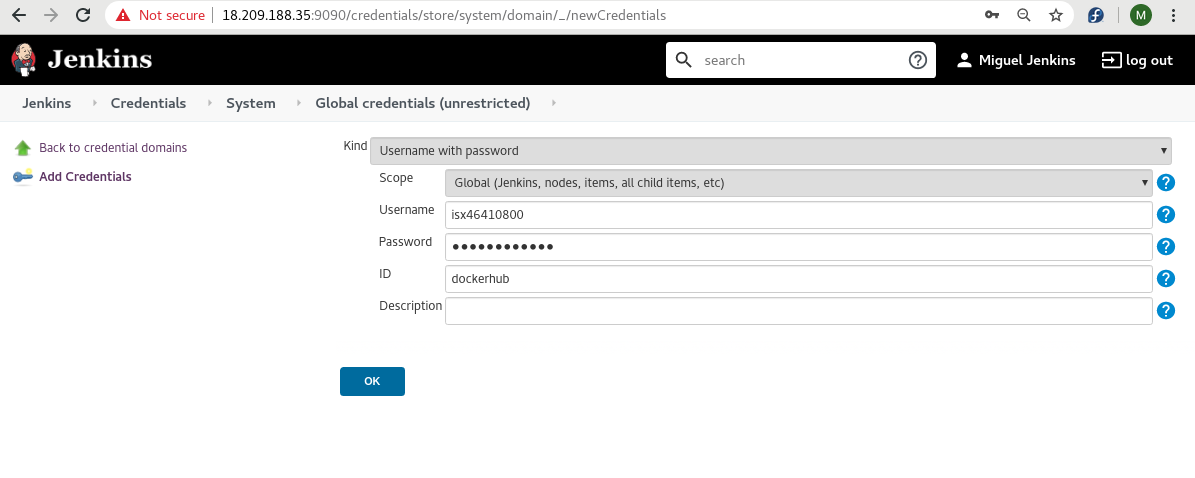 Not secure 18.209.188.35:9090/credentials/store/system/domain/_/newCredentials M
Jenkins search ? Miguel Jenkins log out
Jenkins Credentials System Global credentials (unrestricted)
Back to credential domains
Add Credentials
Kind Username with password
Scope Global (Jenkins, nodes, items, all child items, etc) ?
Username isx46410800 ?
Password •••••••••••• ?
ID dockerhub ?
Description ?
OK